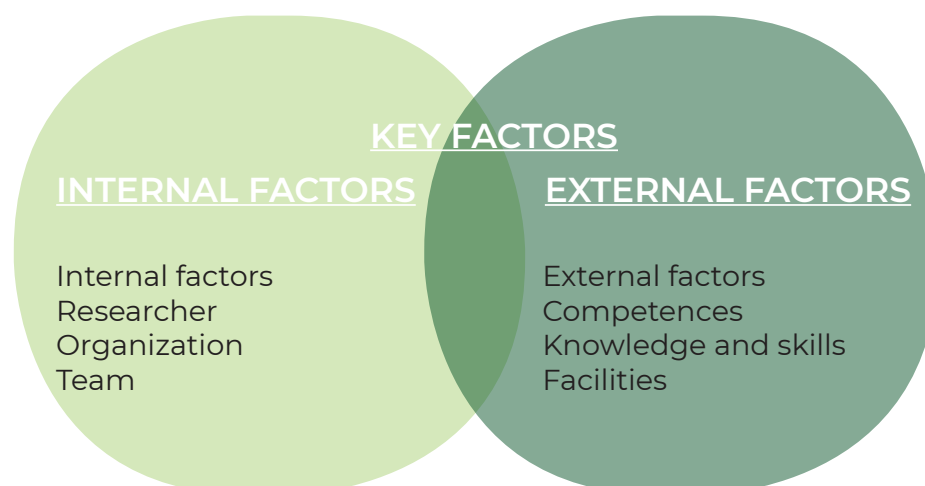 KEY FACTORS
INTERNAL FACTORS
Internal factors
Researcher
Organization
Team
EXTERNAL FACTORS
External factors
Competences
Knowledge and skills
Facilities